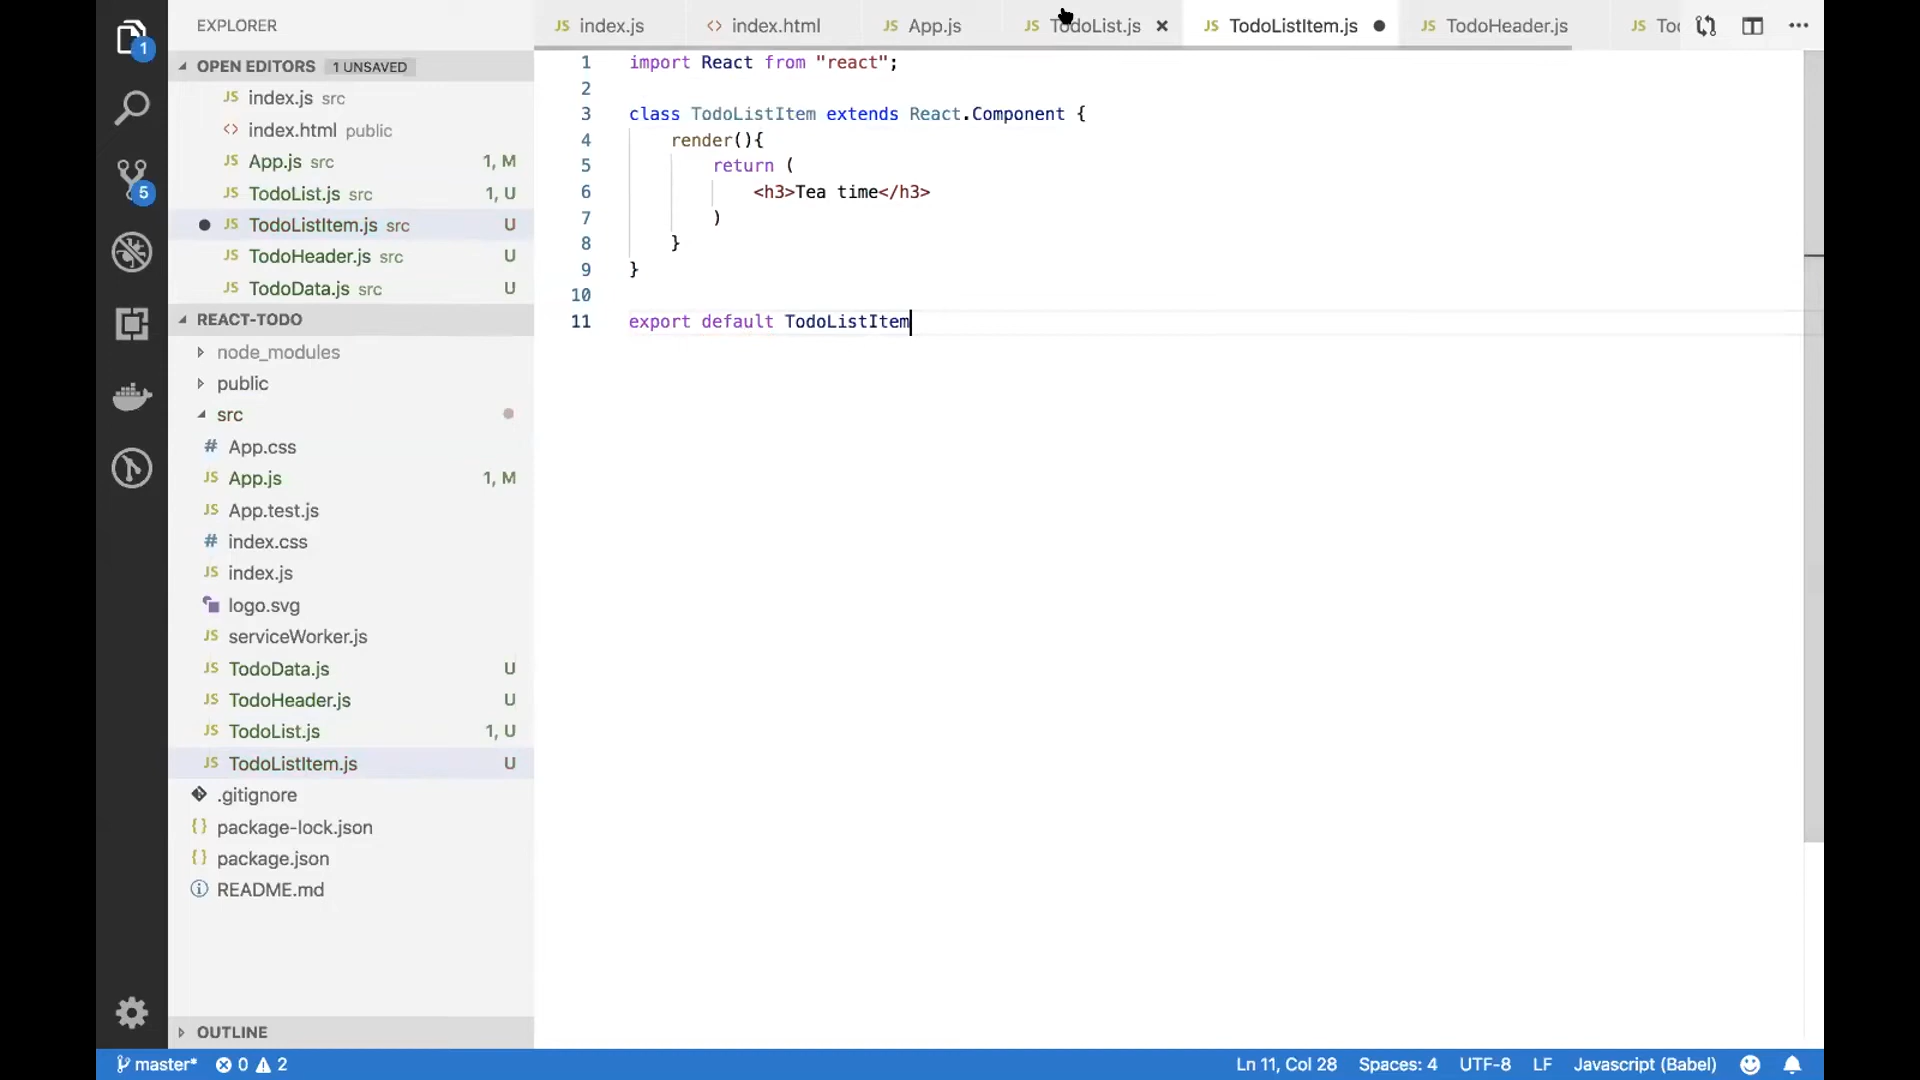 EXPLORER
OPEN EDITORS 1 UNSAVED
JS index.js src
<> index.html public
JS App.js src 1, M
JS TodoList.js src 1, U
● JS TodoListItem.js src U
JS TodoHeader.js src U
JS TodoData.js src U
REACT-TODO
node_modules
public
src
# App.css
JS App.js 1, M
JS App.test.js
# index.css
JS index.js
logo.svg
JS serviceWorker.js
JS TodoData.js U
JS TodoHeader.js U
JS TodoList.js 1, U
JS TodoListItem.js U
.gitignore
{} package-lock.json
{} package.json
README.md
OUTLINE
1
5
JS index.js <> index.html JS App.js JS TodoList.js × JS TodoListItem.js ● JS TodoHeader.js JS Toc ...
1 import React from "react";
2
3 class TodoListItem extends React.Component {
4 render(){
5 return (
6 <h3>Tea time</h3>
7 )
8 }
9 }
10
11 export default TodoListItem
master* 0 2 Ln 11, Col 28 Spaces: 4 UTF-8 LF Javascript (Babel)